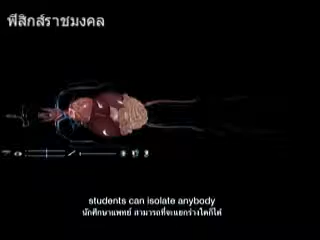 ฟิสิกส์ราชมงคล
students can isolate anybody
นักศึกษาแพทย์ สามารถที่จะแยกร่างใดก็ได้